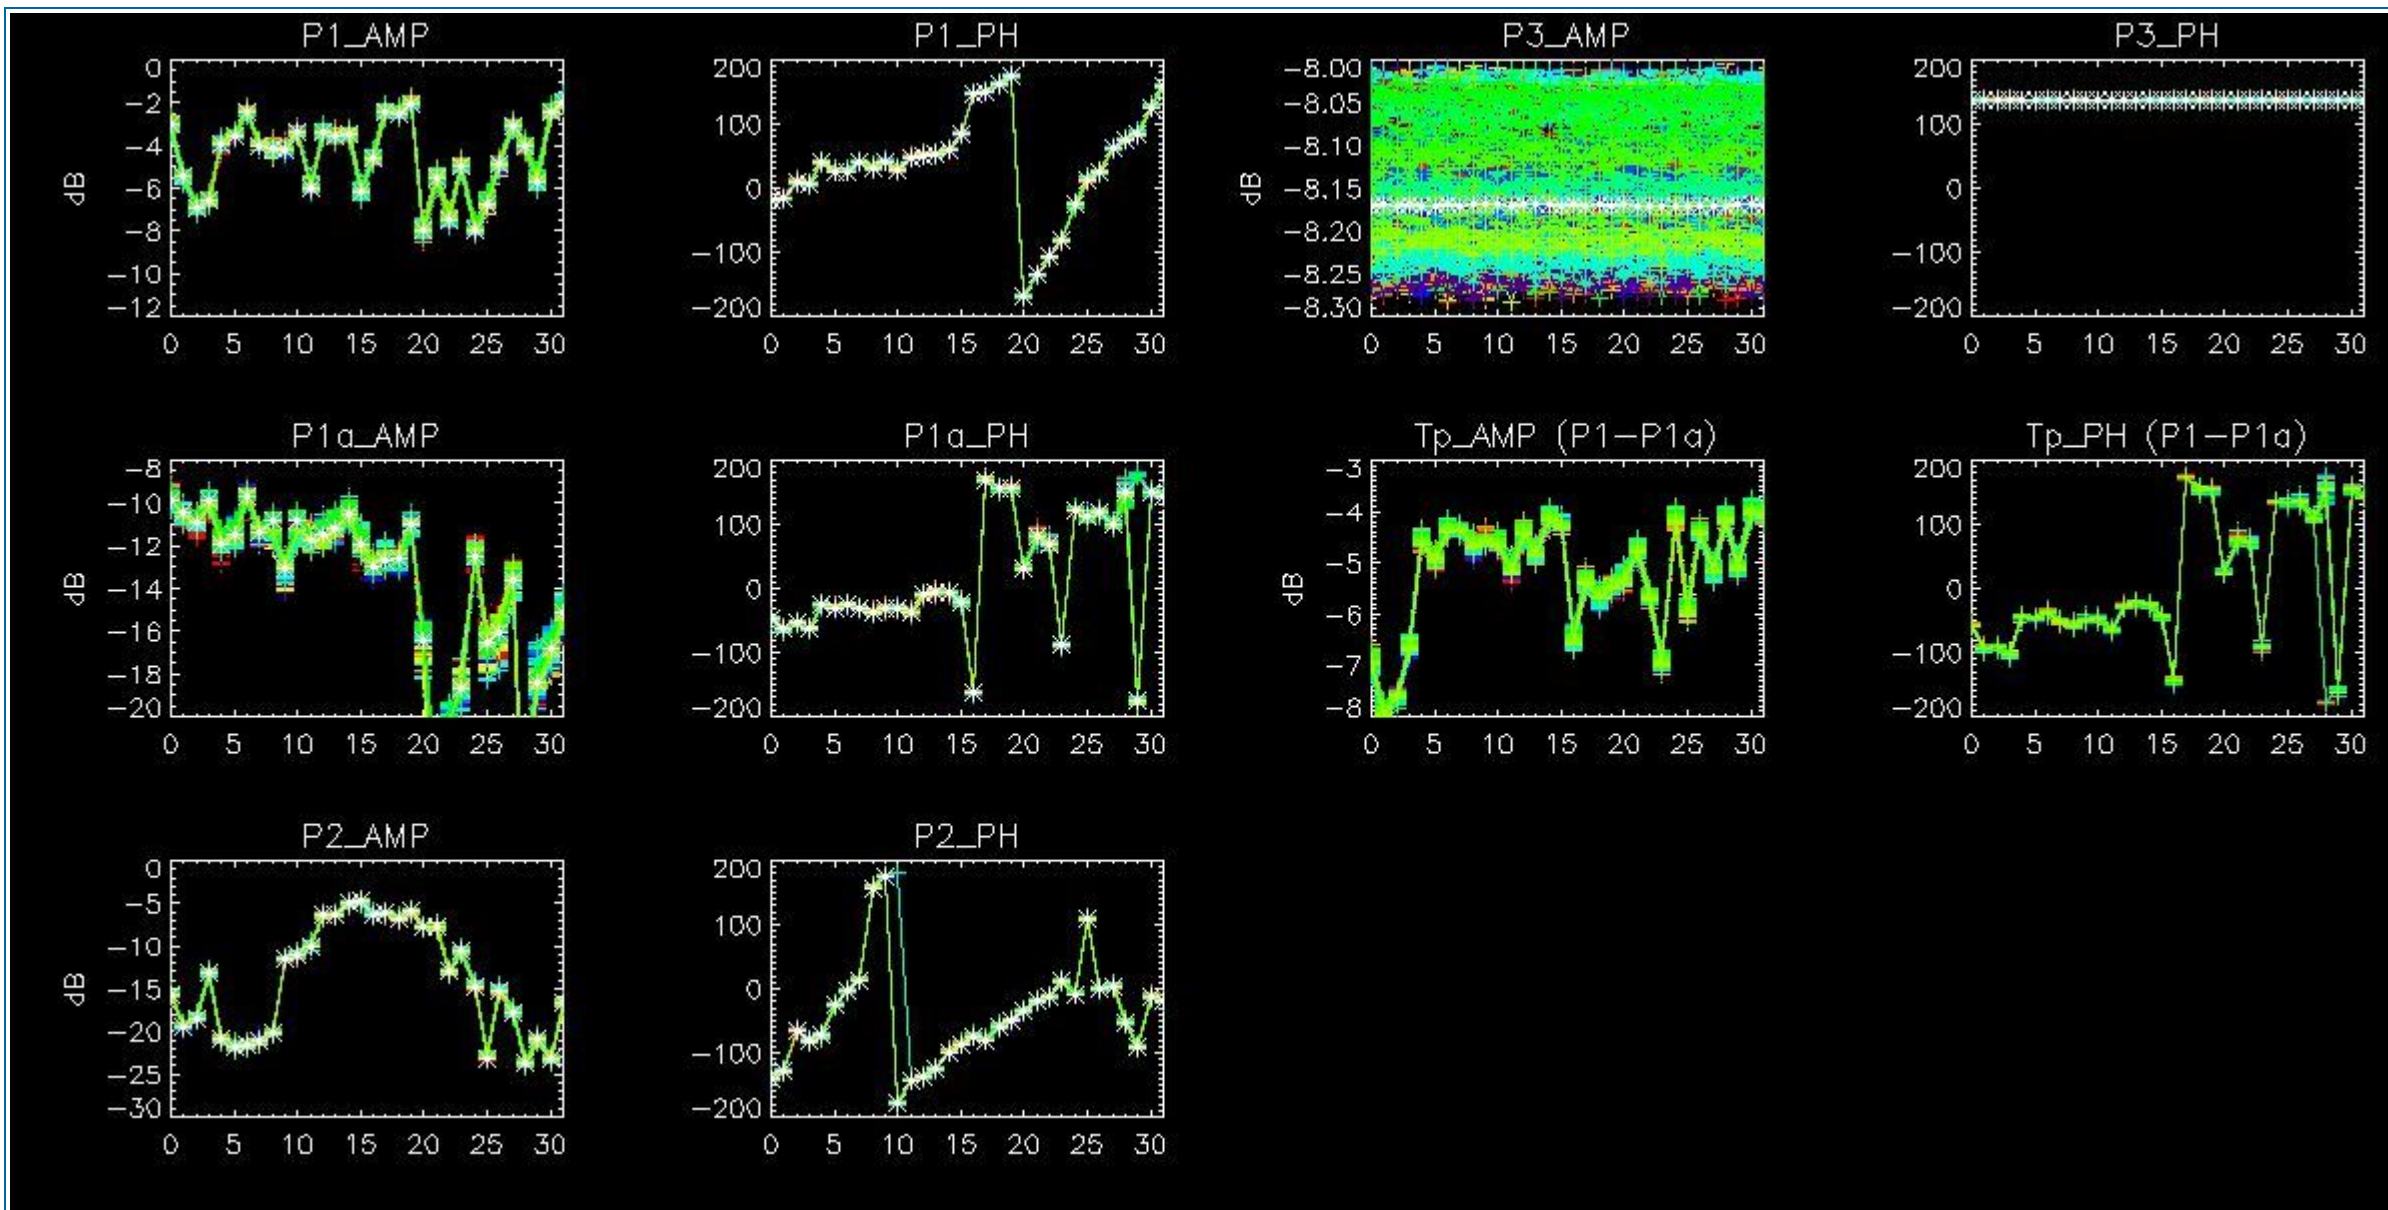 P1_AMP P1_PH P3_AMP P3_PH
0 200 -8.00 200
-2 100 -8.05 100
-4 0 -8.10 0
-6 -100 -8.15 -100
-8 -200 -8.20 -200
-10 -8.25
-12 -8.30
dB dB
0 5 10 15 20 25 30 0 5 10 15 20 25 30 0 5 10 15 20 25 30 0 5 10 15 20 25 30
P1a_AMP P1a_PH Tp_AMP (P1-P1a) Tp_PH (P1-P1a)
-8 200 -3 200
-10 100 -4 100
-12 0 -5 0
-14 -100 -6 -100
-16 -200 -7 -200
-18 -8
-20
dB dB
0 5 10 15 20 25 30 0 5 10 15 20 25 30 0 5 10 15 20 25 30 0 5 10 15 20 25 30
P2_AMP P2_PH
0 200
-5 100
-10 0
-15 -100
-20 -200
-25
-30
dB
0 5 10 15 20 25 30 0 5 10 15 20 25 30